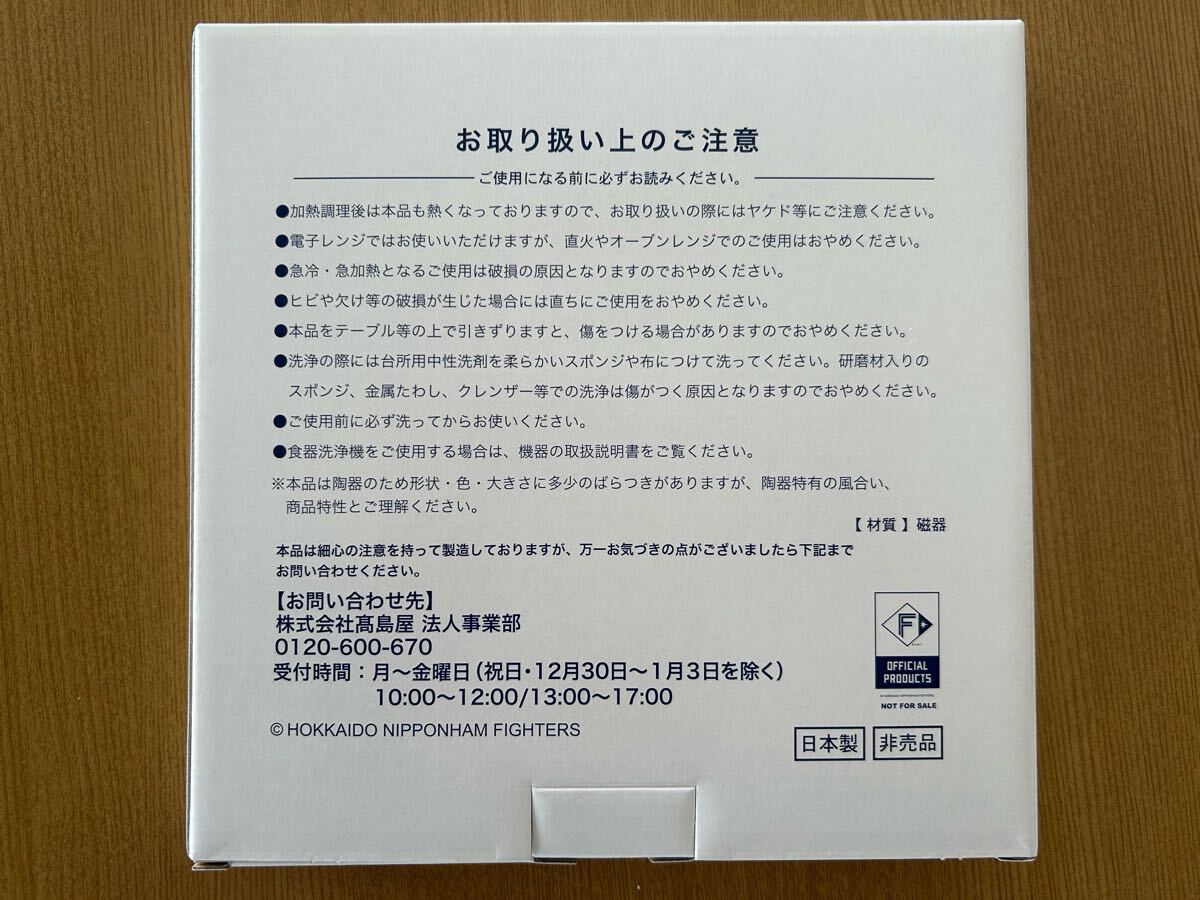 お取り扱い上のご注意
ご使用になる前に必ずお読みください。
●加熱調理後は本品も熱くなっておりますので、お取り扱いの際にはヤケド等にご注意ください。
●電子レンジではお使いいただけますが、直火やオーブンレンジでのご使用はおやめください。
●急冷・急加熱となるご使用は破損の原因となりますのでおやめください。
●ヒビや欠け等の破損が生じた場合には直ちにご使用をおやめください。
●本品をテーブル等の上で引きずりますと、傷をつける場合がありますのでおやめください。
●洗浄の際には台所用中性洗剤を柔らかいスポンジや布につけて洗ってください。研磨材入りの
スポンジ、金属たわし、クレンザー等での洗浄は傷がつく原因となりますのでおやめください。
●ご使用前に必ず洗ってからお使いください。
●食器洗浄機をご使用する場合は、機器の取扱説明書をご覧ください。
※本品は陶器のため形状・色・大きさに多少のばらつきがありますが、陶器特有の風合い、
商品特性とご理解ください。
【 材質 】磁器
本品は細心の注意を持って製造しておりますが、万一お気づきの点がございましたら下記まで
お問い合わせください。
【お問い合わせ先】
株式会社髙島屋 法人事業部
0120-600-670
受付時間：月〜金曜日（祝日・12月30日〜1月3日を除く）
10:00〜12:00/13:00〜17:00
© HOKKAIDO NIPPONHAM FIGHTERS
F
OFFICIAL
PRODUCTS
© HOKKAIDO NIPPONHAM FIGHTERS
NOT FOR SALE
日本製 非売品